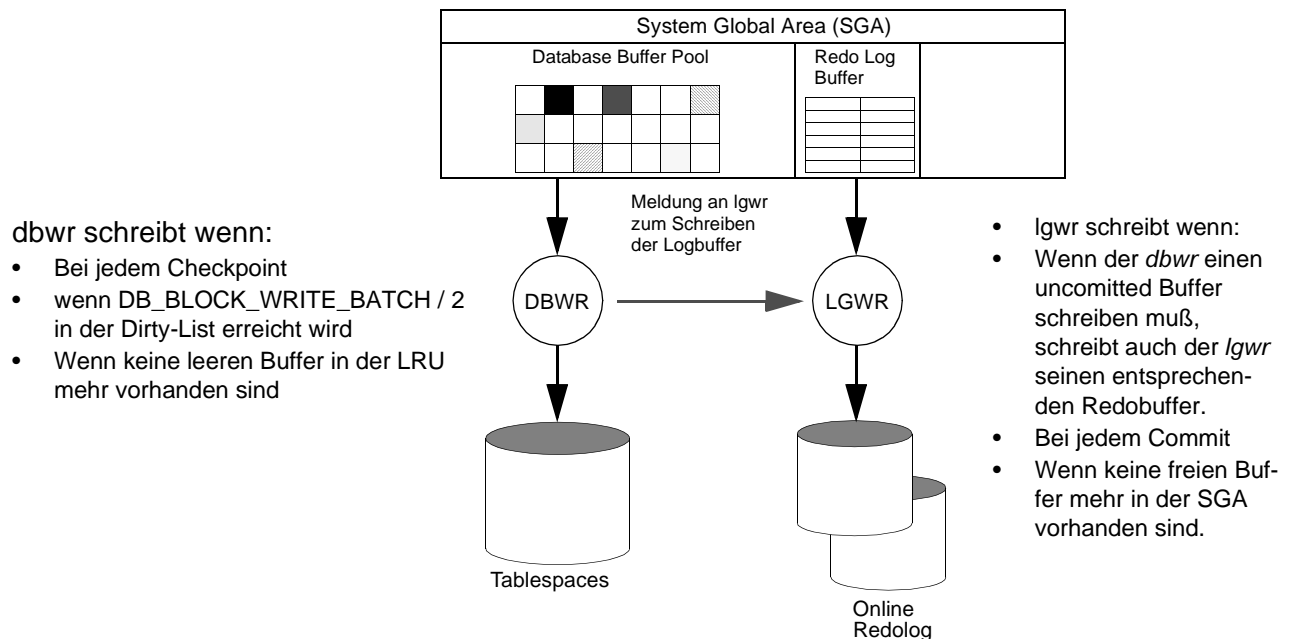 System Global Area (SGA)
Database Buffer Pool
Redo Log
Buffer
Meldung an lgwr
zum Schreiben
der Logbuffer
dbwr schreibt wenn:
• Bei jedem Checkpoint
• wenn DB_BLOCK_WRITE_BATCH / 2
in der Dirty-List erreicht wird
• Wenn keine leeren Buffer in der LRU
mehr vorhanden sind
DBWR
LGWR
• lgwr schreibt wenn:
• Wenn der dbwr einen
uncomitted Buffer
schreiben muß,
schreibt auch der lgwr
seinen entsprechen-
den Redobuffer.
• Bei jedem Commit
• Wenn keine freien Buf-
fer mehr in der SGA
vorhanden sind.
Tablespaces
Online
Redolog